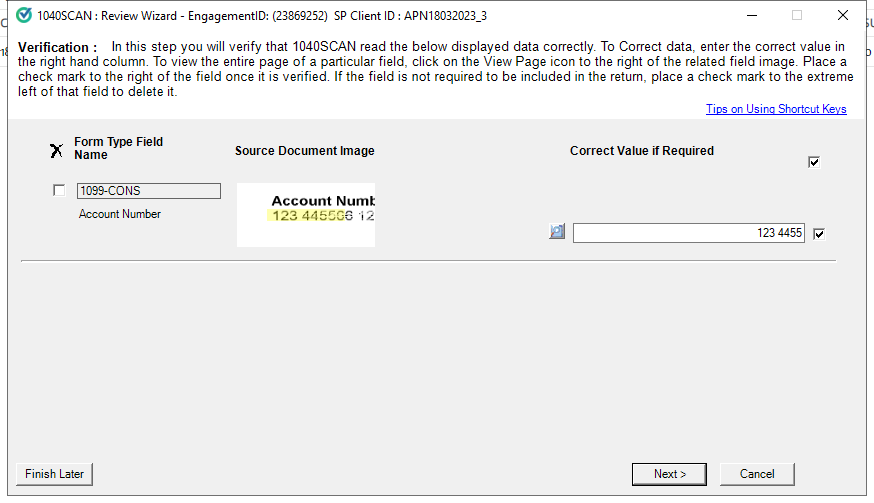 1040SCAN : Review Wizard - EngagementID: (23869252) SP Client ID : APN18032023_3
Verification : In this step you will verify that 1040SCAN read the below displayed data correctly. To Correct data, enter the correct value in
the right hand column. To view the entire page of a particular field, click on the View Page icon to the right of the related field image. Place a
check mark to the right of the field once it is verified. If the field is not required to be included in the return, place a check mark to the extreme
left of that field to delete it.
Tips on Using Shortcut Keys
Form Type Field
Name
Source Document Image
Correct Value if Required
1099-CONS
Account Number
Account Numb
123 445566 12
123 4455
Finish Later
Next >
Cancel